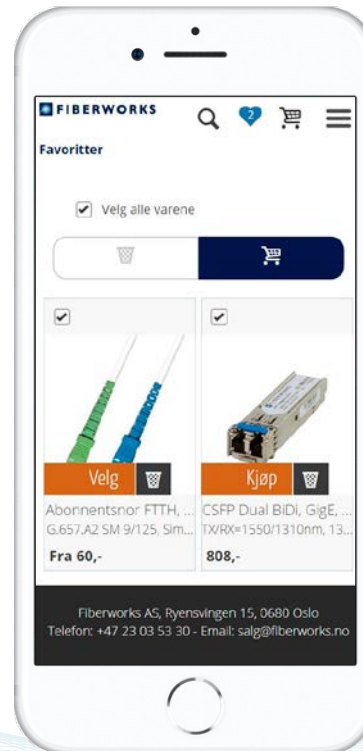 FIBERWORKS
2
Favoritter
Velg alle varene
Velg
Kjøp
Abonnentsnor FTTH, ...
G.657.A2 SM 9/125, Sim...
Fra 60,-
CSFP Dual BiDi, GigE, ...
TX/RX=1550/1310nm, 13...
808,-
Fiberworks AS, Ryensvingen 15, 0680 Oslo
Telefon: +47 23 03 53 30 - Email: salg@fiberworks.no